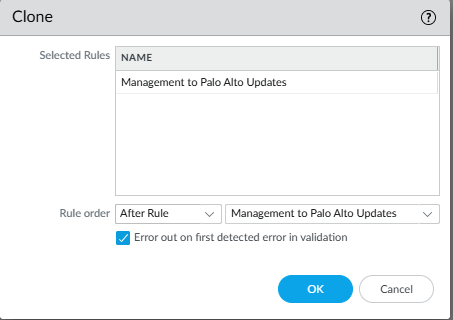 Clone
Selected Rules
NAME
Management to Palo Alto Updates
Rule order After Rule Management to Palo Alto Updates
Error out on first detected error in validation
OK Cancel